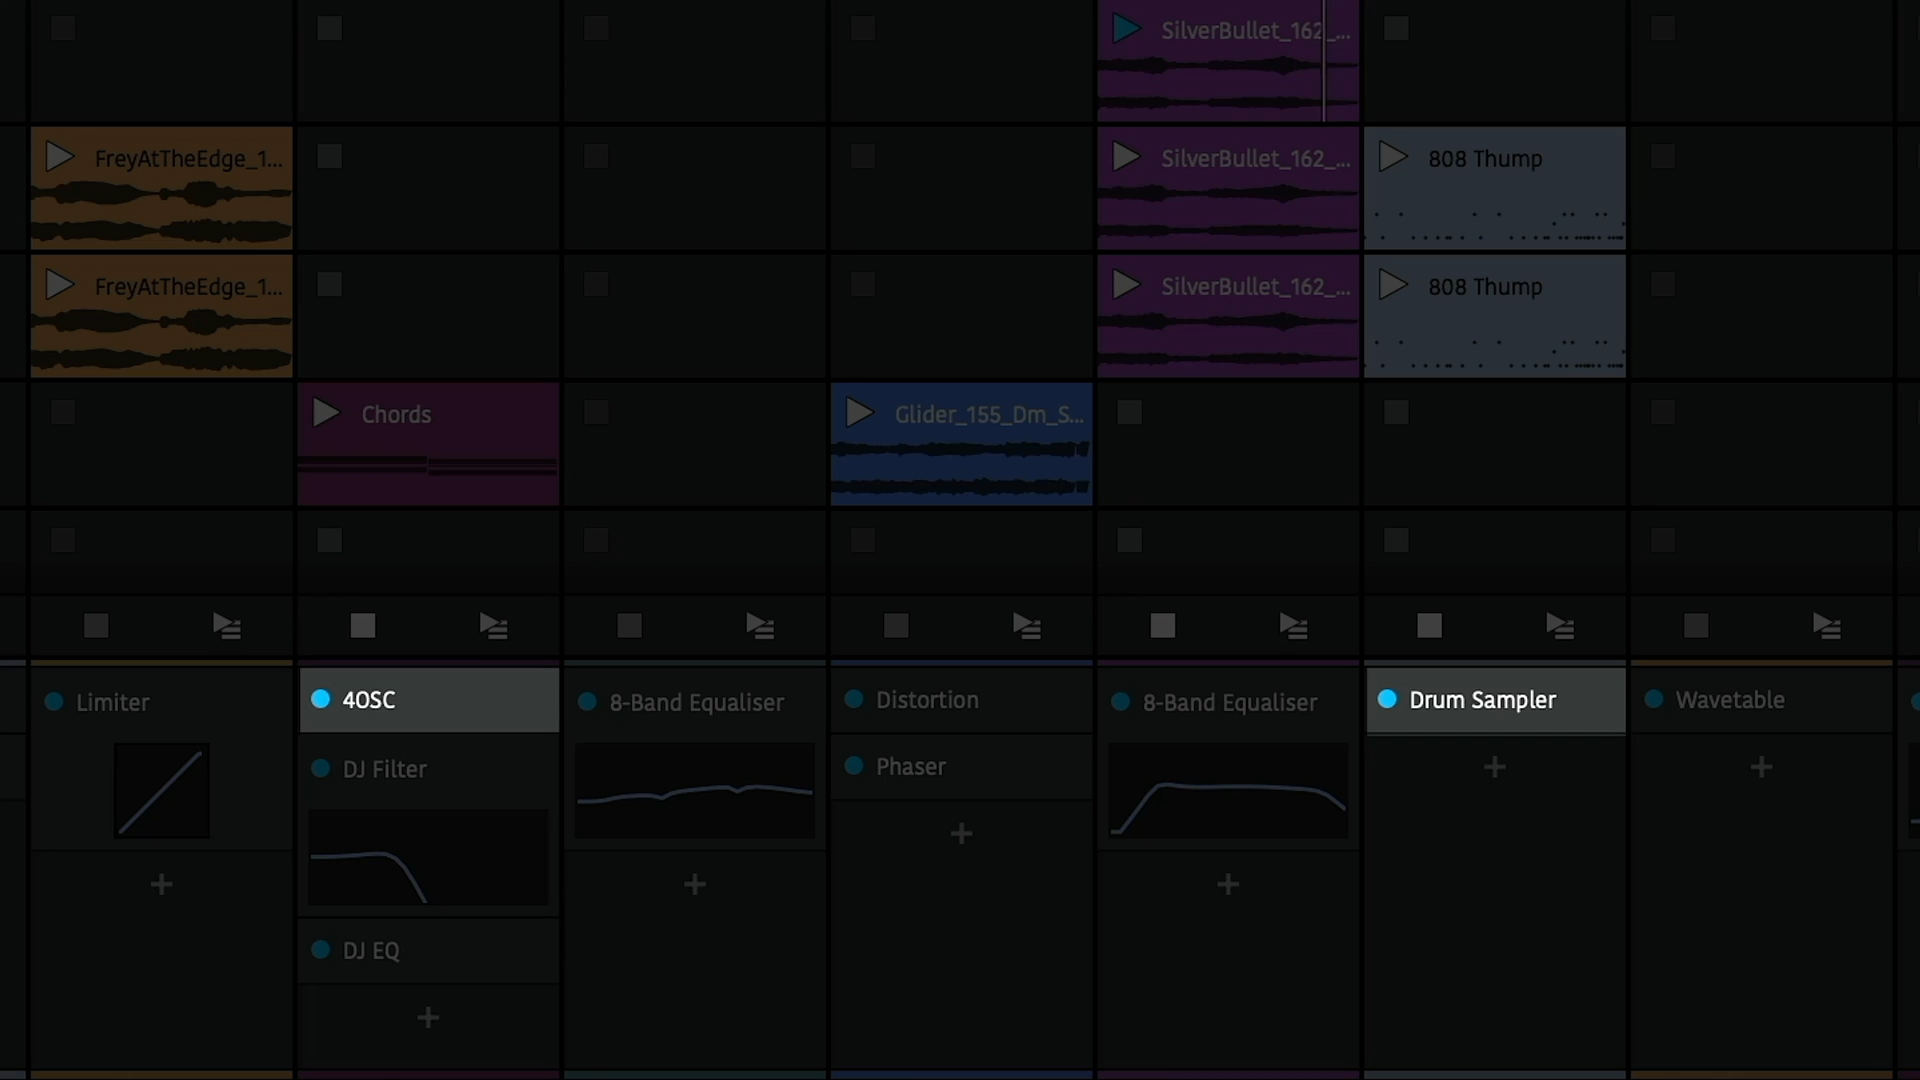 SilverBullet_162_...
FreyAtTheEdge_1...
SilverBullet_162_...
808 Thump
FreyAtTheEdge_1...
SilverBullet_162_...
808 Thump
Chords
Glider_155_Dm_S...
Limiter
4OSC
8-Band Equaliser
Distortion
8-Band Equaliser
Drum Sampler
Wavetable
DJ Filter
Phaser
DJ EQ